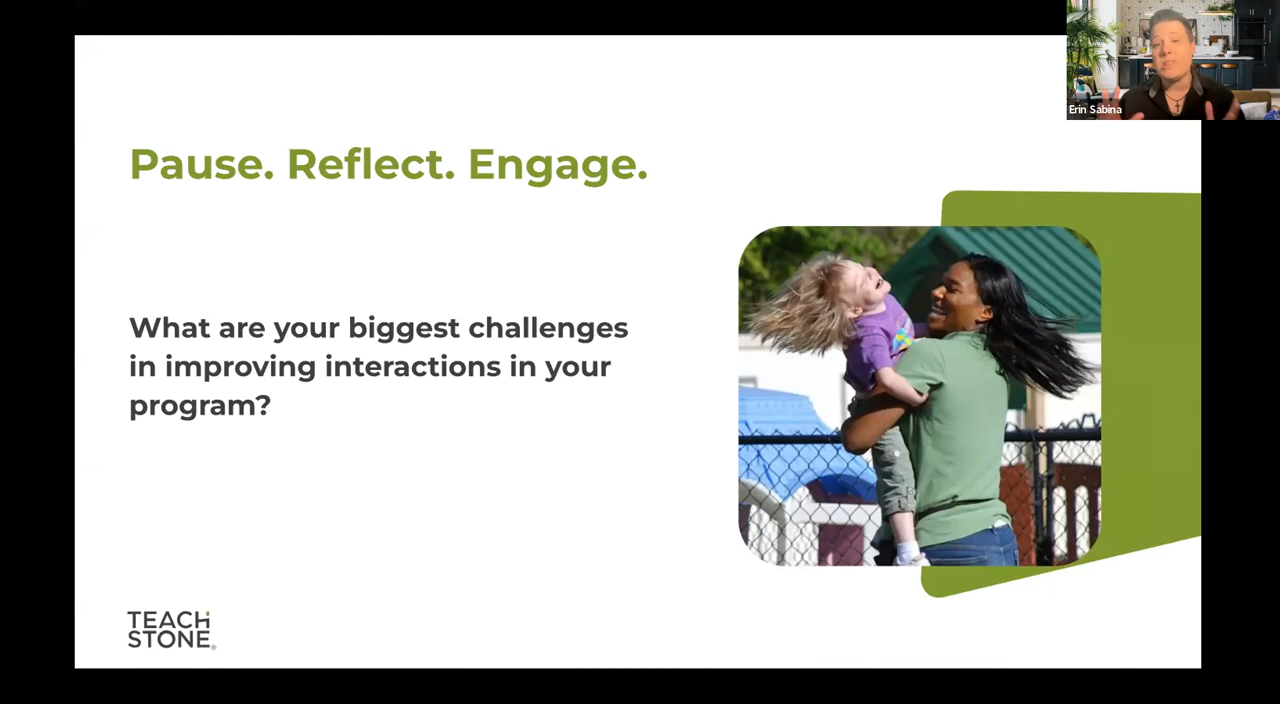 Erin Sabina
Pause. Reflect. Engage.
What are your biggest challenges
in improving interactions in your
program?
TEACH
STONE®